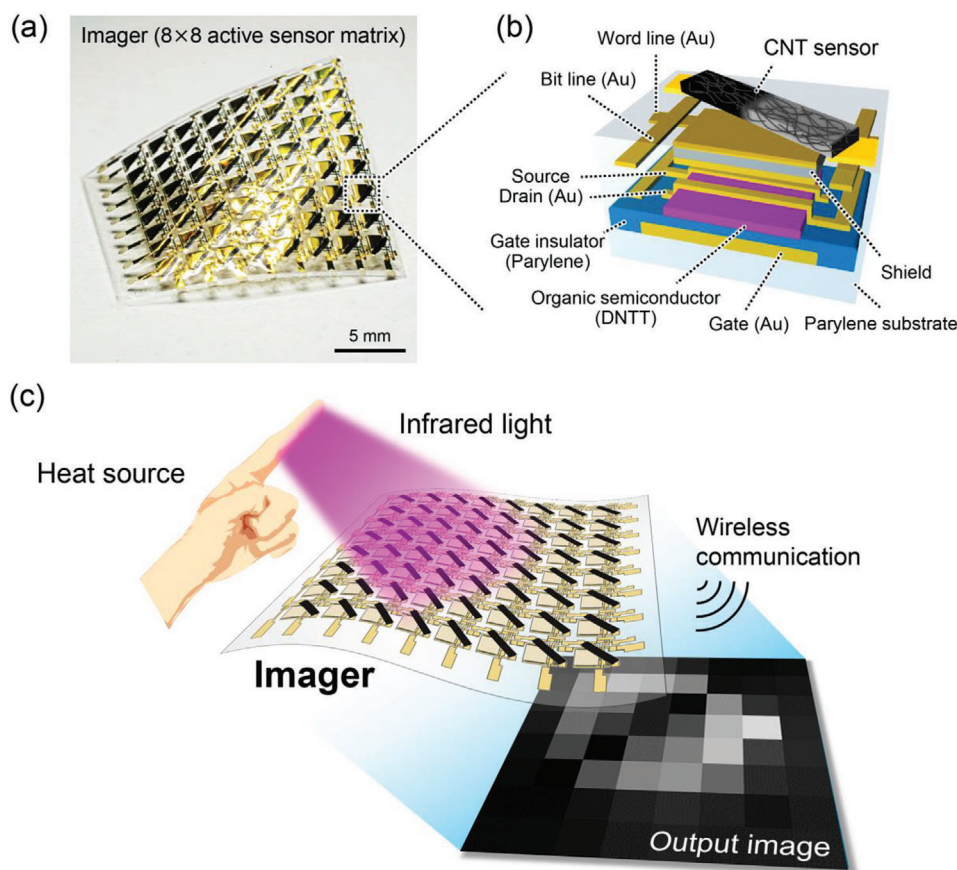 (a)
Imager (8×8 active sensor matrix)
5 mm
(b)
Word line (Au)
CNT sensor
Bit line (Au)
Source
Drain (Au)
Gate insulator
(Parylene)
Shield
Organic semiconductor
(DNTT)
Gate (Au)
Parylene substrate
(c)
Infrared light
Heat source
Wireless
communication
Imager
Output image